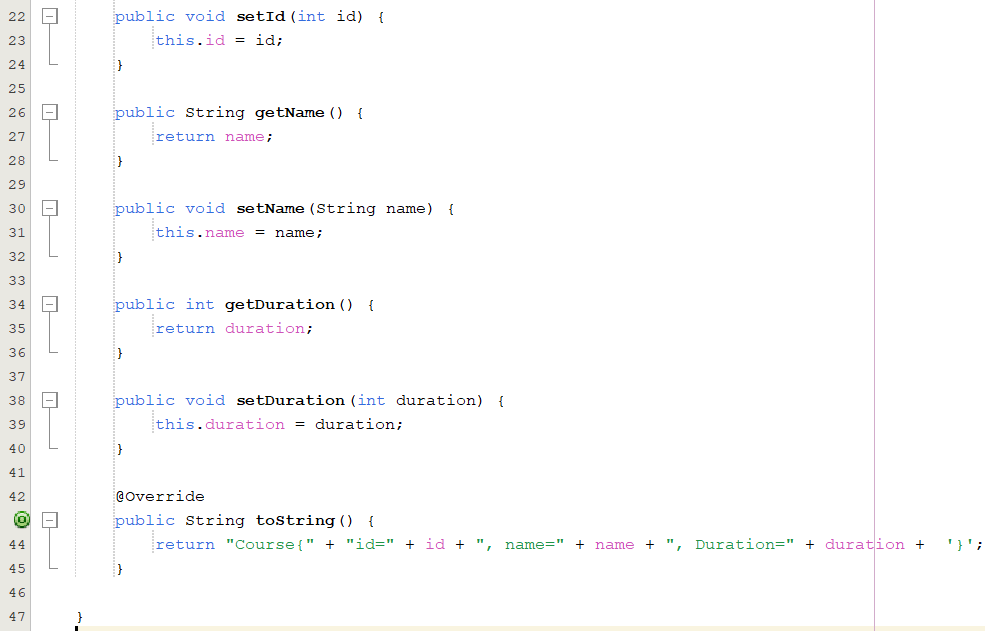 22 public void setId(int id) {
23 this.id = id;
24 }
25
26 public String getName() {
27 return name;
28 }
29
30 public void setName(String name) {
31 this.name = name;
32 }
33
34 public int getDuration() {
35 return duration;
36 }
37
38 public void setDuration(int duration) {
39 this.duration = duration;
40 }
41
42 @Override
public String toString() {
44 return "Course{" + "id=" + id + ", name=" + name + ", Duration=" + duration +  '}';
45 }
46
47 }